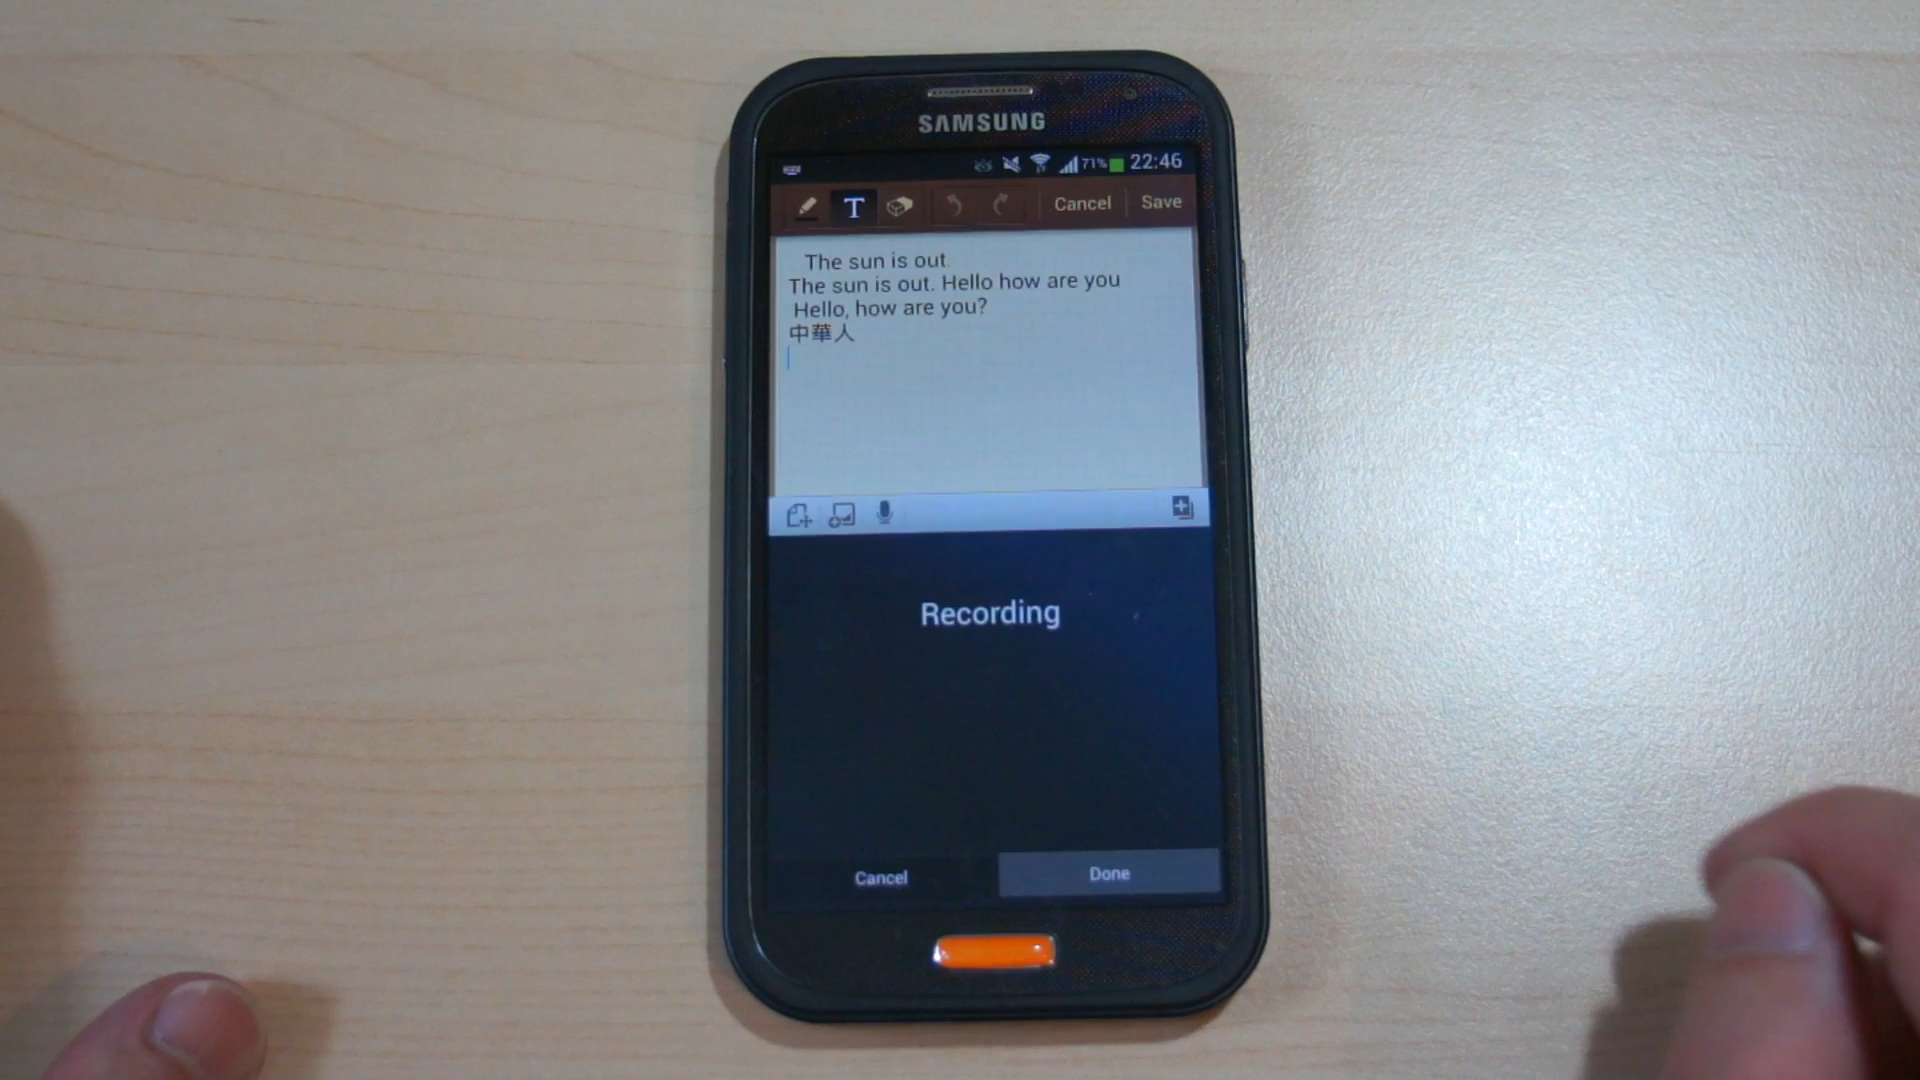 SAMSUNG
71% 22:46
T Cancel Save
The sun is out.
The sun is out. Hello how are you
Hello, how are you?
中華人
Recording
Cancel Done